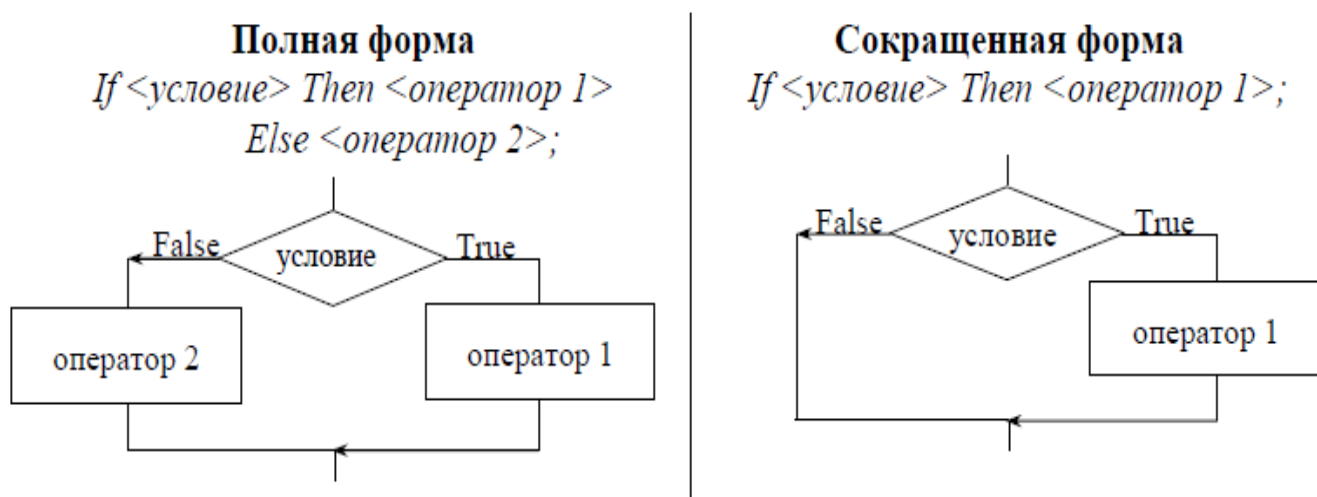 Полная форма
If <условие> Then <оператор 1>
Else <оператор 2>;
False
условие
True
оператор 2
оператор 1
Сокращенная форма
If <условие> Then <оператор 1>;
False
условие
True
оператор 1